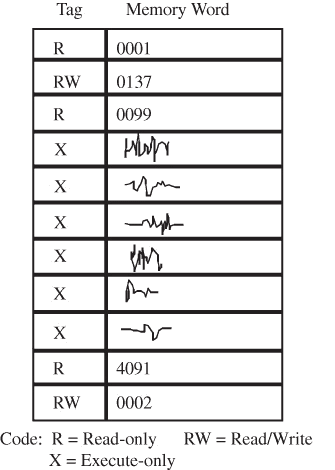 Tag Memory Word
R 0001
RW 0137
R 0099
X
X
X
X
X
X
R 4091
RW 0002
Code: R = Read-only RW = Read/Write
X = Execute-only